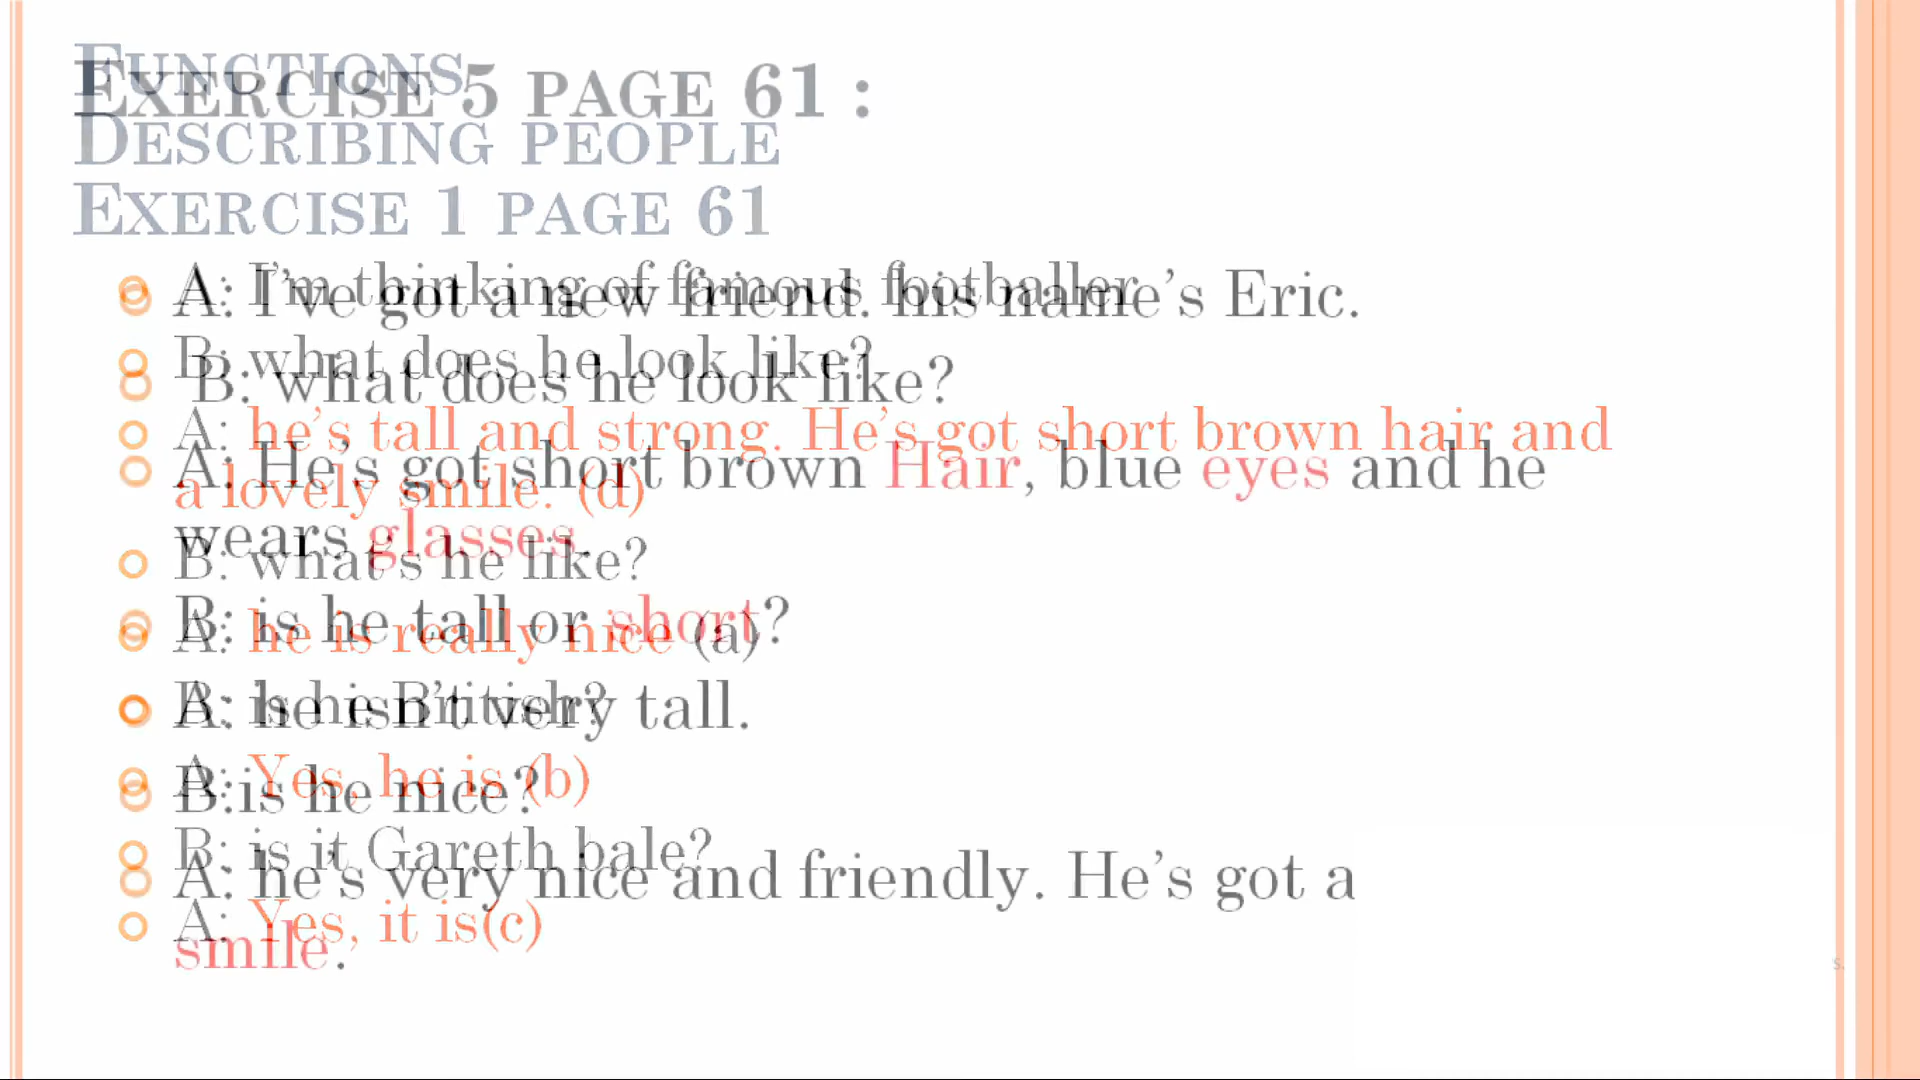 Exercise 5 page 61 :
A: I've got a new friend. his name's Eric.
B: what does he look like?
A: He's got short brown Hair, blue eyes and he
wears glasses.
B: is he tall or short?
A: he isn't very tall.
B:is he nice?
A: he's very nice and friendly. He's got a
smile.
Functions
Describing people
Exercise 1 page 61
A: I'm thinking of famous footballer
B: what does he look like?
A: he's tall and strong. He's got short brown hair and
a lovely smile. (d)
B: what's he like?
A: he is really nice (a)
B: is he British?
A: Yes, he is (b)
B: is it Gareth bale?
A: Yes, it is(c)
s.